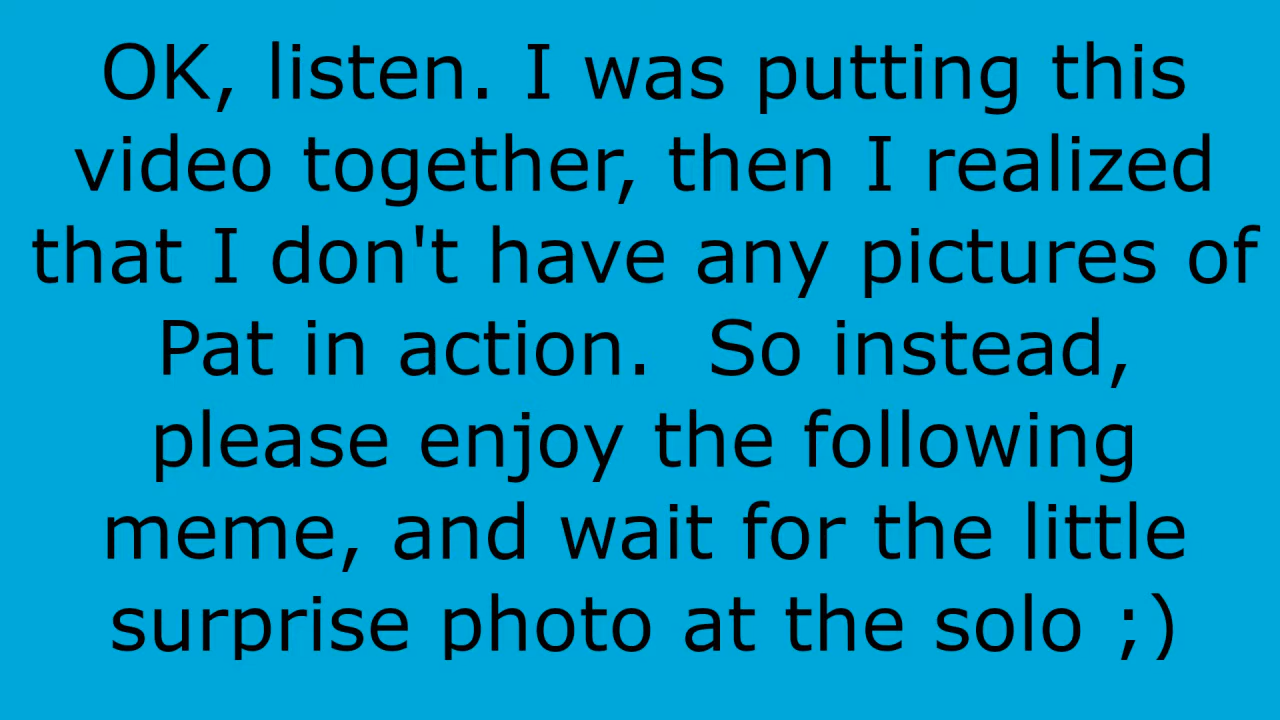 OK, listen. I was putting this
video together, then I realized
that I don't have any pictures of
Pat in action.  So instead,
please enjoy the following
meme, and wait for the little
surprise photo at the solo ;)